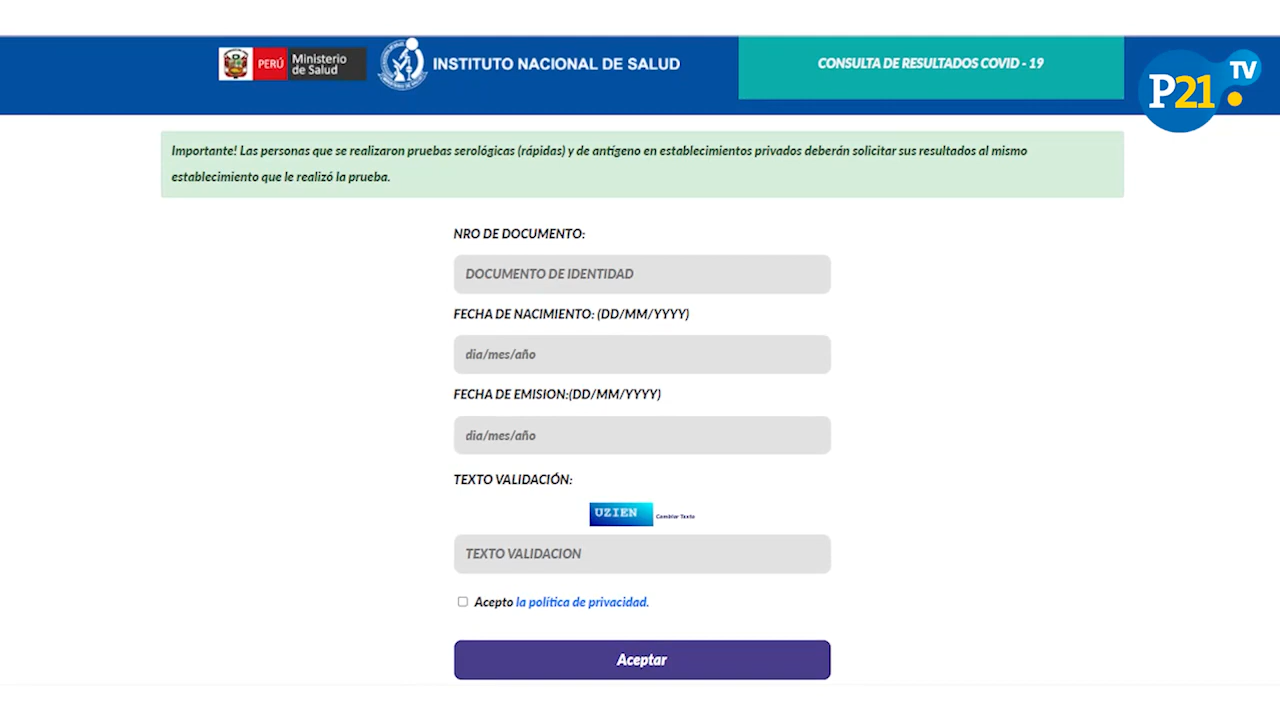 PERÚ
Ministerio
de Salud
INSTITUTO NACIONAL DE SALUD
CONSULTA DE RESULTADOS COVID - 19
P21
TV
Importante! Las personas que se realizaron pruebas serológicas (rápidas) y de antígeno en establecimientos privados deberán solicitar sus resultados al mismo
establecimiento que le realizó la prueba.
NRO DE DOCUMENTO:
DOCUMENTO DE IDENTIDAD
FECHA DE NACIMIENTO: (DD/MM/YYYY)
dia/mes/año
FECHA DE EMISION:(DD/MM/YYYY)
dia/mes/año
TEXTO VALIDACIÓN:
UZIEN
Cambiar Texto
TEXTO VALIDACION
Acepto la política de privacidad.
Aceptar